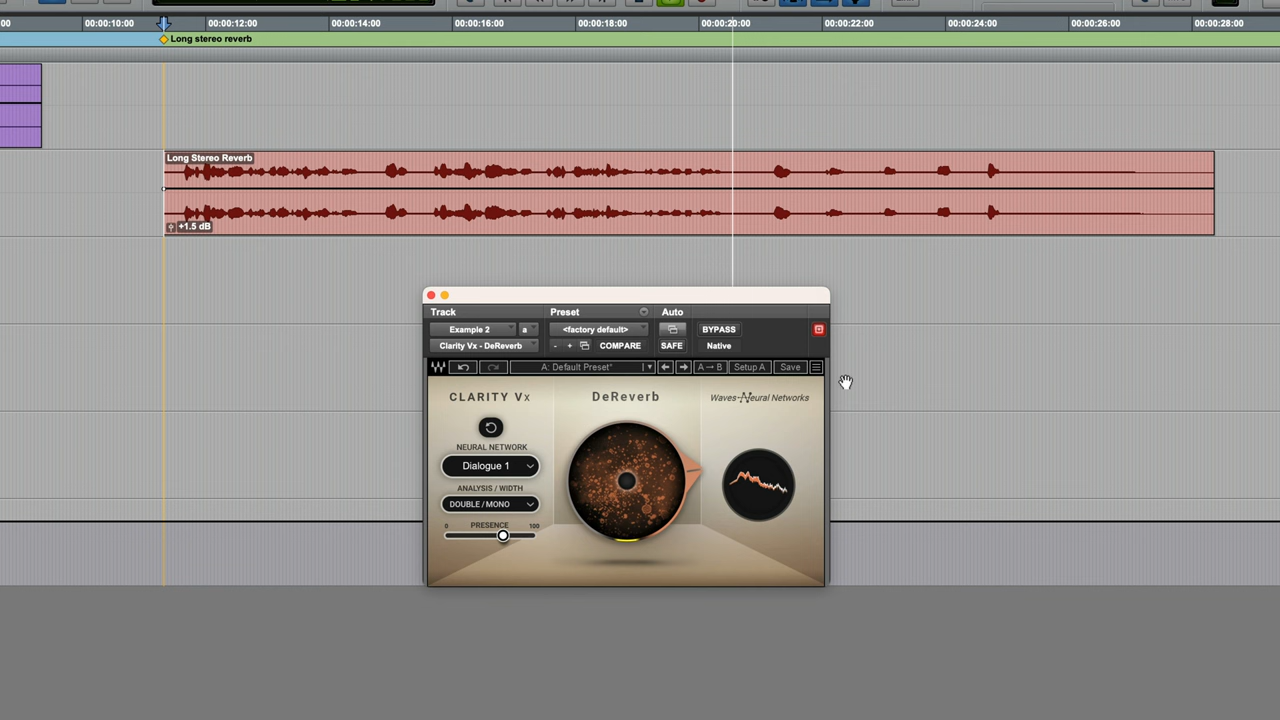 00
00:00:10:00
00:00:12:00
00:00:14:00
00:00:16:00
00:00:18:00
00:00:20:00
00:00:22:00
00:00:24:00
00:00:26:00
00:00:28:00
Long stereo reverb
Long Stereo Reverb
+1.5 dB
Track
Preset
Auto
Example 2
a
<factory default>
BYPASS
Clarity Vx - DeReverb
- +
COMPARE
SAFE
Native
A: Default Preset*
A→B
Setup A
Save
CLARITY Vx
DeReverb
Waves Neural Networks
NEURAL NETWORK
Dialogue 1
ANALYSIS / WIDTH
DOUBLE / MONO
0 PRESENCE 100